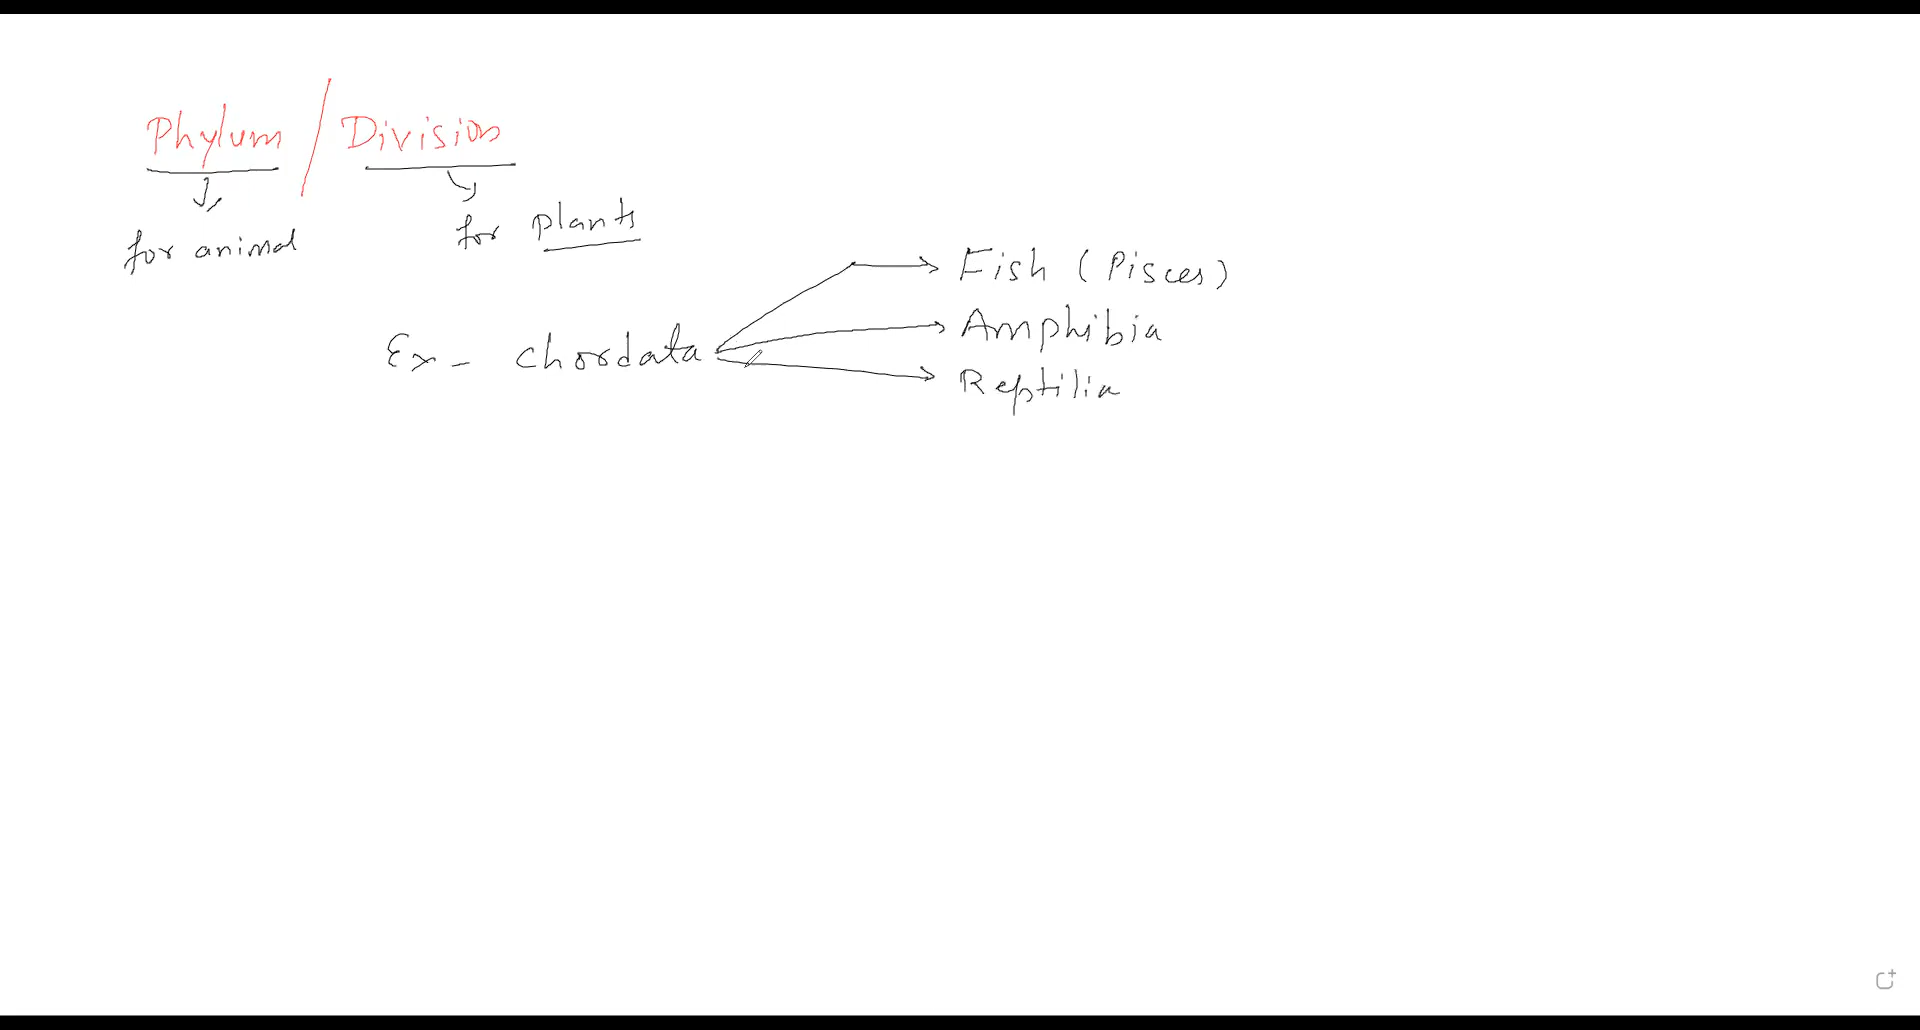 Phylum / Division
for animal
for plants
Fish (Pisces)
Amphibia
Ex - Chordata
Reptilia